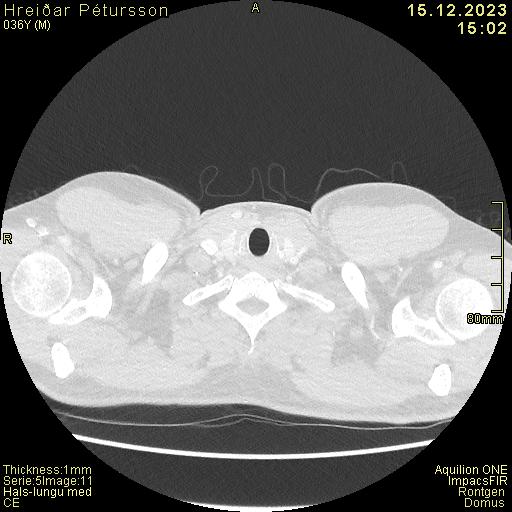 Hreiðar Pétursson
036Y (M)
A
15.12.2023
15:02
R
80mm
Thickness:1mm
Serie:5Image:11
Hals-lungu med
CE
Aquilion ONE
ImpacsFIR
Rontgen
Domus